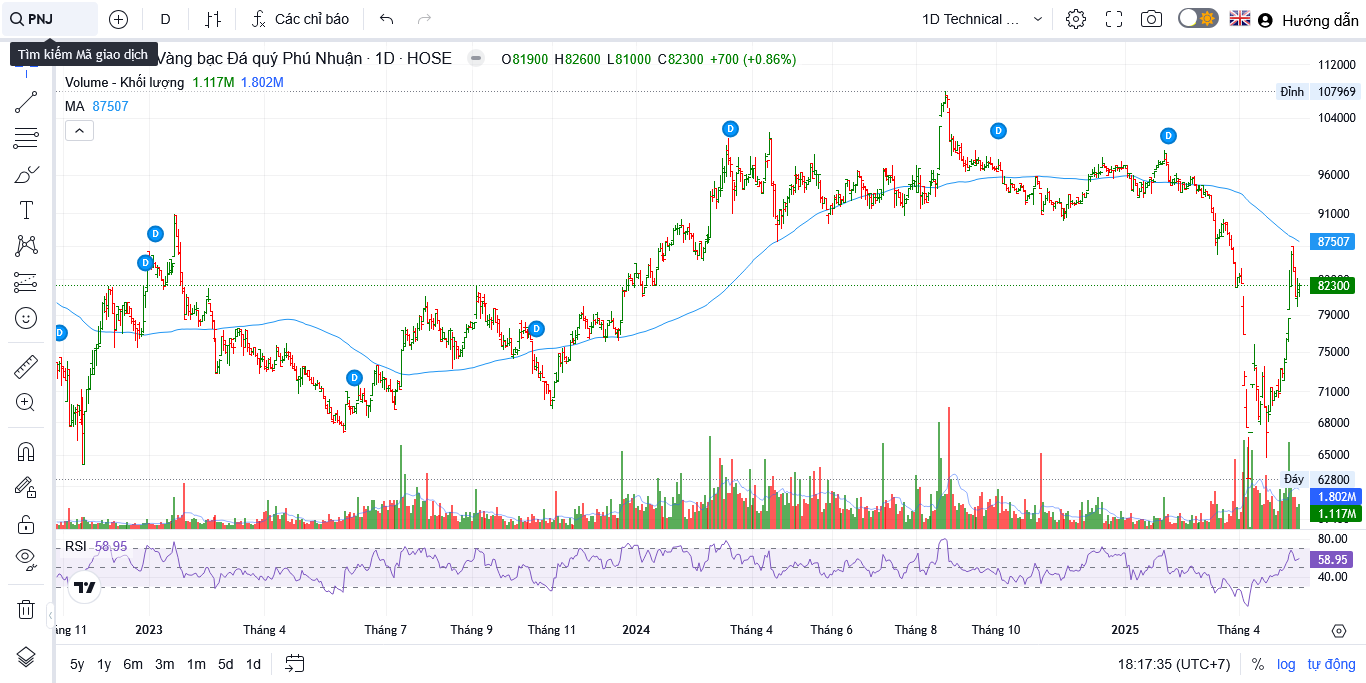 PNJ
D
Các chỉ báo
1D Technical ...
Hướng dẫn
Tìm kiếm Mã giao dịch
Vàng bạc Đá quý Phú Nhuận · 1D · HOSE
O81900 H82600 L81000 C82300 +700 (+0.86%)
Volume - Khối lượng 1.117M 1.802M
MA 87507
112000
Đỉnh 107969
104000
96000
91000
87507
82300
79000
75000
71000
68000
65000
Đáy 62800
1.802M
1.117M
D
D
D
D
D
D
D
D
RSI 58.95
80.00
58.95
40.00
ng 11
2023
Tháng 4
Tháng 7
Tháng 9
Tháng 11
2024
Tháng 4
Tháng 6
Tháng 8
Tháng 10
2025
Tháng 4
5y 1y 6m 3m 1m 5d 1d
18:17:35 (UTC+7)
% log tự động